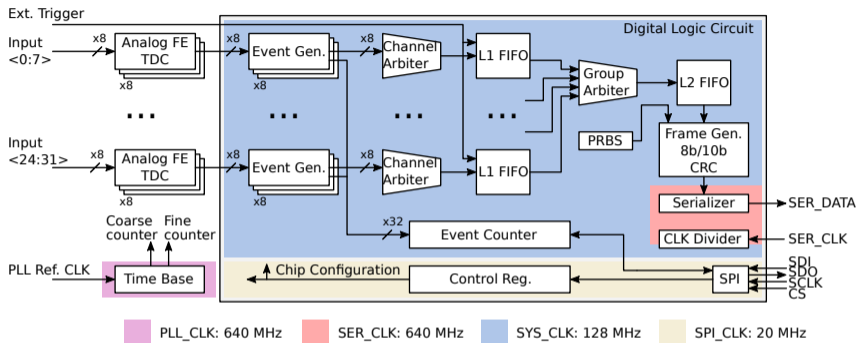 Ext. Trigger
Digital Logic Circuit
Input
<0:7>
x8
Analog FE
TDC
x8
x8
Event Gen.
x8
x8
Channel
Arbiter
L1 FIFO
Group
Arbiter
L2 FIFO
...
...
...
...
Input
<24:31>
x8
Analog FE
TDC
x8
x8
Event Gen.
x8
x8
Channel
Arbiter
L1 FIFO
PRBS
Frame Gen.
8b/10b
CRC
Serializer
SER_DATA
Coarse
counter
Fine
counter
x32
Event Counter
CLK Divider
SER_CLK
PLL Ref. CLK
Time Base
Chip Configuration
Control Reg.
SPI
SDI
SDO
SCLK
CS
PLL_CLK: 640 MHz
SER_CLK: 640 MHz
SYS_CLK: 128 MHz
SPI_CLK: 20 MHz